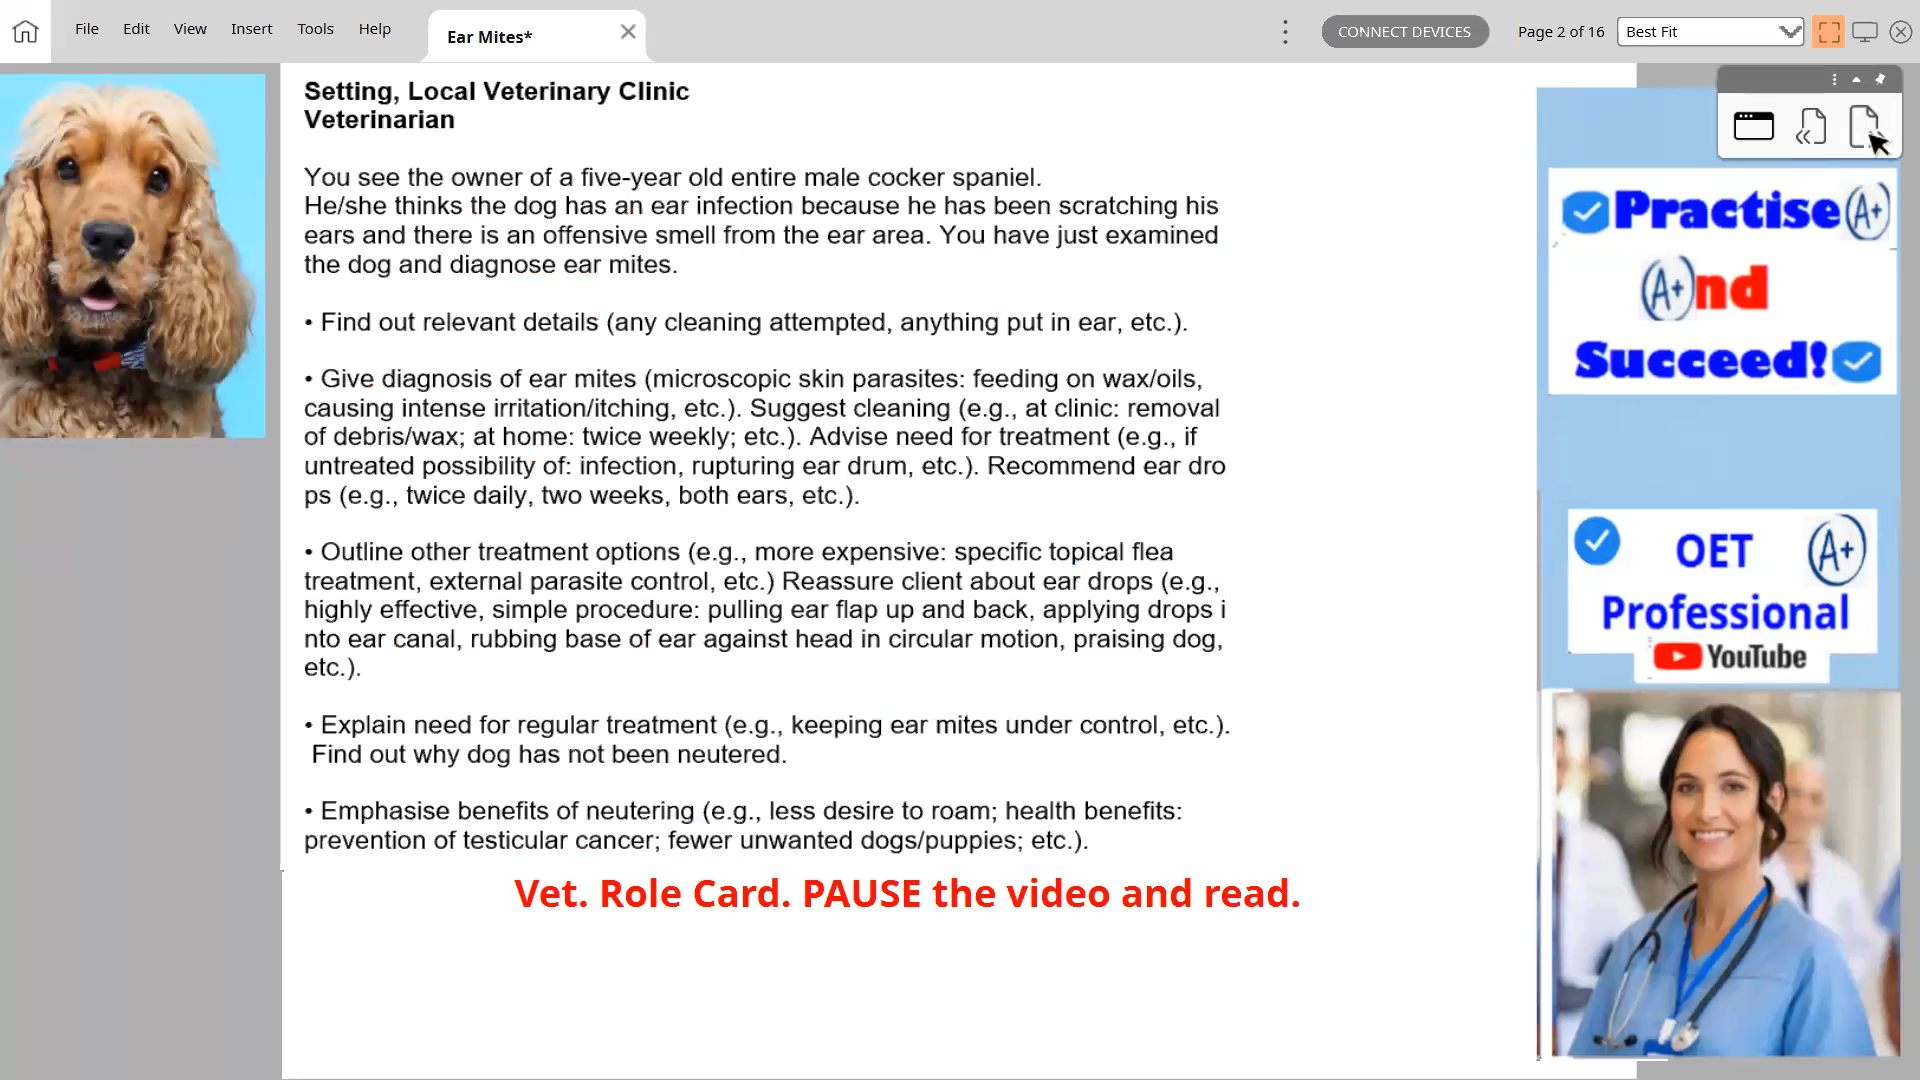 File Edit View Insert Tools Help
Ear Mites*
CONNECT DEVICES
Page 2 of 16
Best Fit
Setting, Local Veterinary Clinic
Veterinarian
You see the owner of a five-year old entire male cocker spaniel.
He/she thinks the dog has an ear infection because he has been scratching his
ears and there is an offensive smell from the ear area. You have just examined
the dog and diagnose ear mites.
• Find out relevant details (any cleaning attempted, anything put in ear, etc.).
• Give diagnosis of ear mites (microscopic skin parasites: feeding on wax/oils,
causing intense irritation/itching, etc.). Suggest cleaning (e.g., at clinic: removal
of debris/wax; at home: twice weekly; etc.). Advise need for treatment (e.g., if
untreated possibility of: infection, rupturing ear drum, etc.). Recommend ear dro
ps (e.g., twice daily, two weeks, both ears, etc.).
• Outline other treatment options (e.g., more expensive: specific topical flea
treatment, external parasite control, etc.) Reassure client about ear drops (e.g.,
highly effective, simple procedure: pulling ear flap up and back, applying drops i
nto ear canal, rubbing base of ear against head in circular motion, praising dog,
etc.).
• Explain need for regular treatment (e.g., keeping ear mites under control, etc.).
Find out why dog has not been neutered.
• Emphasise benefits of neutering (e.g., less desire to roam; health benefits:
prevention of testicular cancer; fewer unwanted dogs/puppies; etc.).
Vet. Role Card. PAUSE the video and read.
Practise A+
A+nd
Succeed!
OET A+
Professional
YouTube